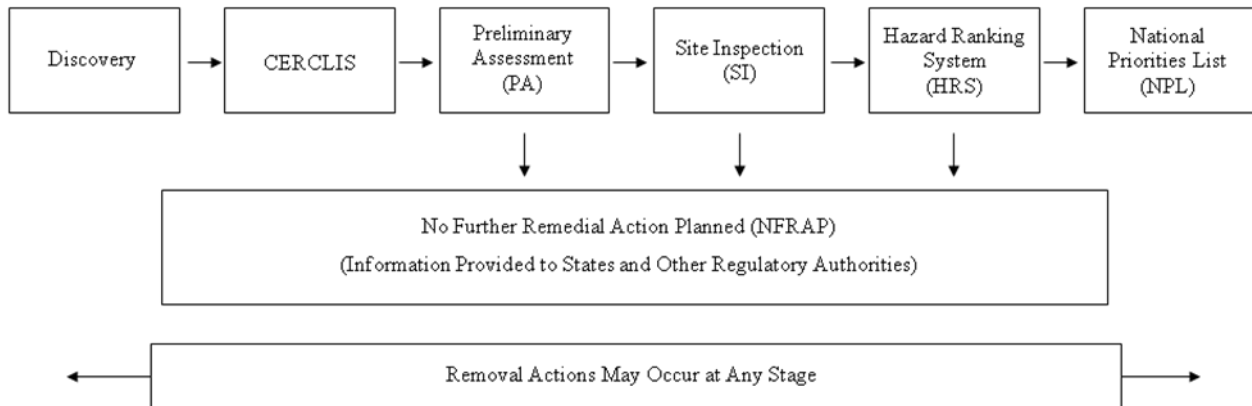 Discovery
CERCLIS
Preliminary
Assessment
(PA)
Site Inspection
(SI)
Hazard Ranking
System
(HRS)
National
Priorities List
(NPL)
No Further Remedial Action Planned (NFRAP)
(Information Provided to States and Other Regulatory Authorities)
Removal Actions May Occur at Any Stage